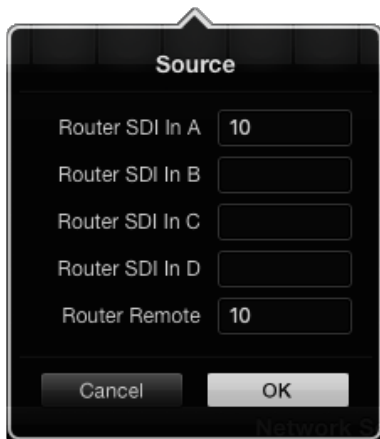 Source
Router SDI In A 10
Router SDI In B
Router SDI In C
Router SDI In D
Router Remote 10
Cancel OK
Network S